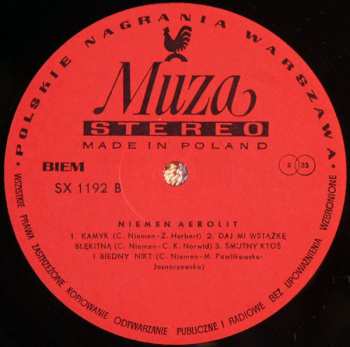 · POLSKIE NAGRANIA WARSZAWA ·
Muza
STEREO
MADE IN POLAND
BIEM
33
SX 1192 B
NIEMEN AEROLIT
1. KAMYK (C. Niemen-Z. Herbert) 2. DAJ MI WSTĄŻKĘ
BŁĘKITNĄ (C. Niemen-C. K. Norwid) 3. SMUTNY KTOŚ
I BIEDNY NIKT (C. Niemen-M. Pawlikowska-
Jasnorzewska)
WSZYSTKIE PRAWA ZASTRZEŻONE KOPIOWANIE ODTWARZANIE PUBLICZNE I RADIOWE BEZ UPOWAŻNIENIA WZBRONIONE